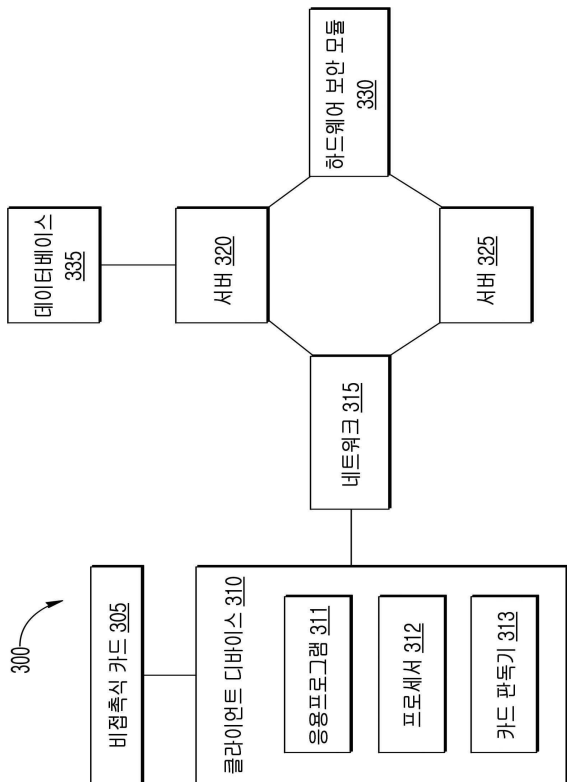 300
비접촉식 카드 305
클라이언트 디바이스 310
응용프로그램 311
프로세서 312
카드 판독기 313
네트워크 315
데이터베이스
335
서버 320
서버 325
하드웨어 보안 모듈
330